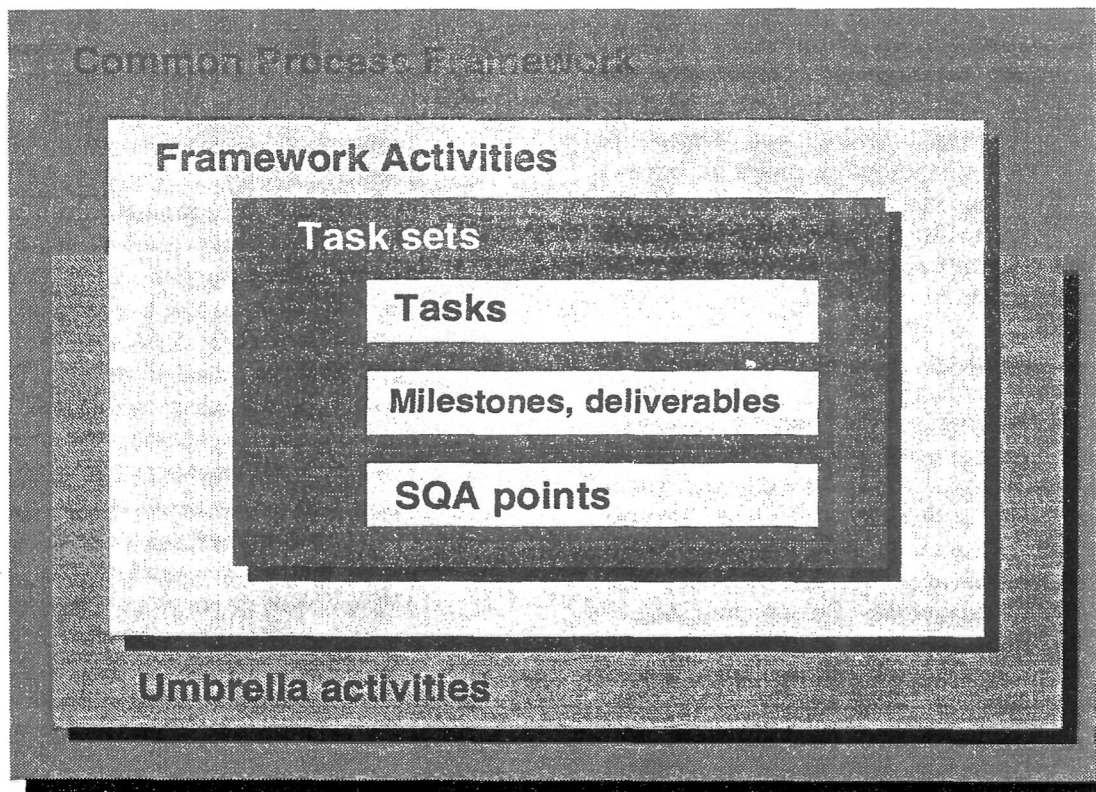 Common Process Framework
Framework Activities
Task sets
Tasks
Milestones, deliverables
SQA points
Umbrella activities